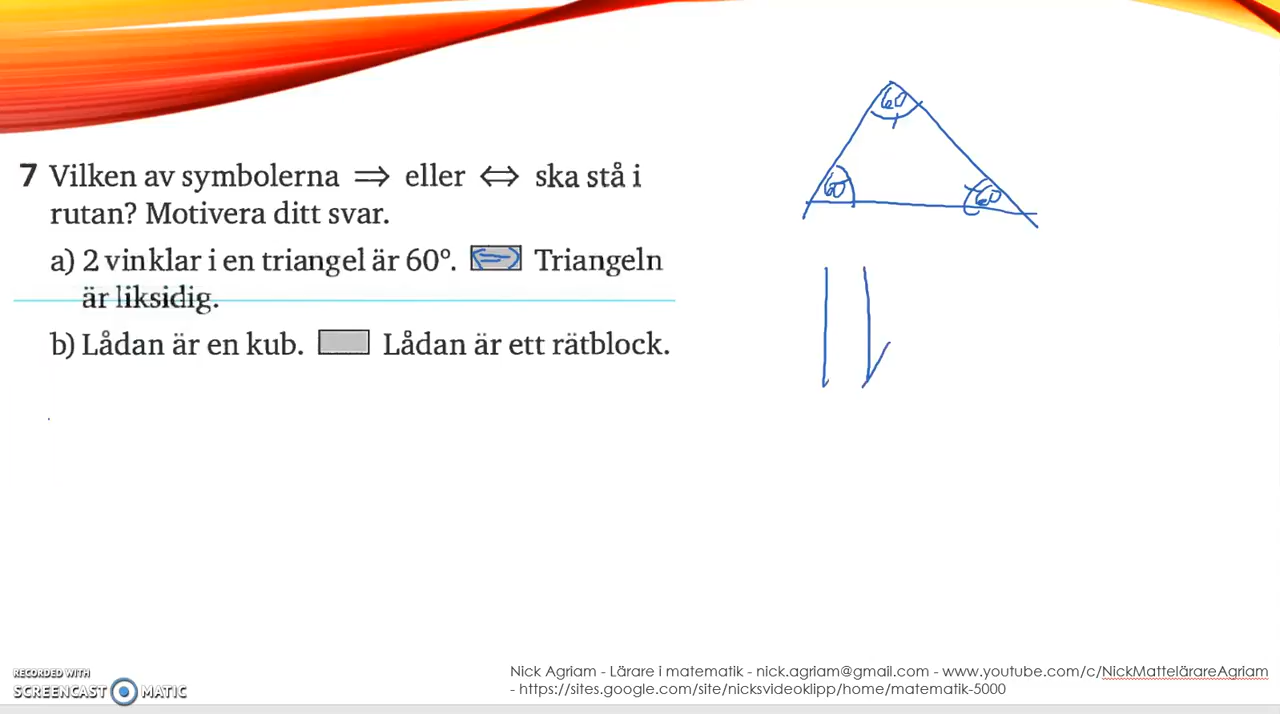 7 Vilken av symbolerna ⇒ eller ⇔ ska stå i
rutan? Motivera ditt svar.
a) 2 vinklar i en triangel är 60°. ⇔ Triangeln
är liksidig.
b) Lådan är en kub. Lådan är ett rätblock.
60
60
60
RECORDED WITH
SCREENCAST MATIC
Nick Agriam - Lärare i matematik - nick.agriam@gmail.com - www.youtube.com/c/NickMattelärareAgriam
- https://sites.google.com/site/nicksvideoklipp/home/matematik-5000